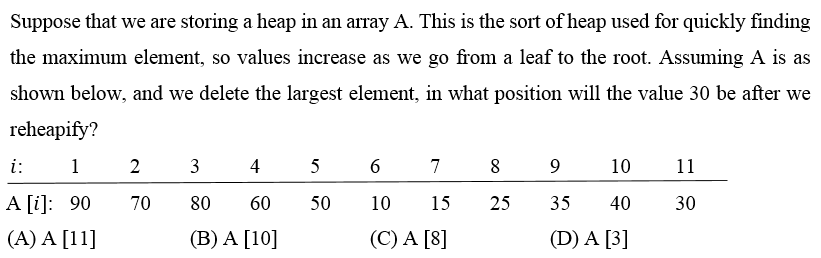 Suppose that we are storing a heap in an array A. This is the sort of heap used for quickly finding
the maximum element, so values increase as we go from a leaf to the root. Assuming A is as
shown below, and we delete the largest element, in what position will the value 30 be after we
reheapify?
i: 1 2 3 4 5 6 7 8 9 10 11
A [i]: 90 70 80 60 50 10 15 25 35 40 30
(A) A [11] (B) A [10] (C) A [8] (D) A [3]